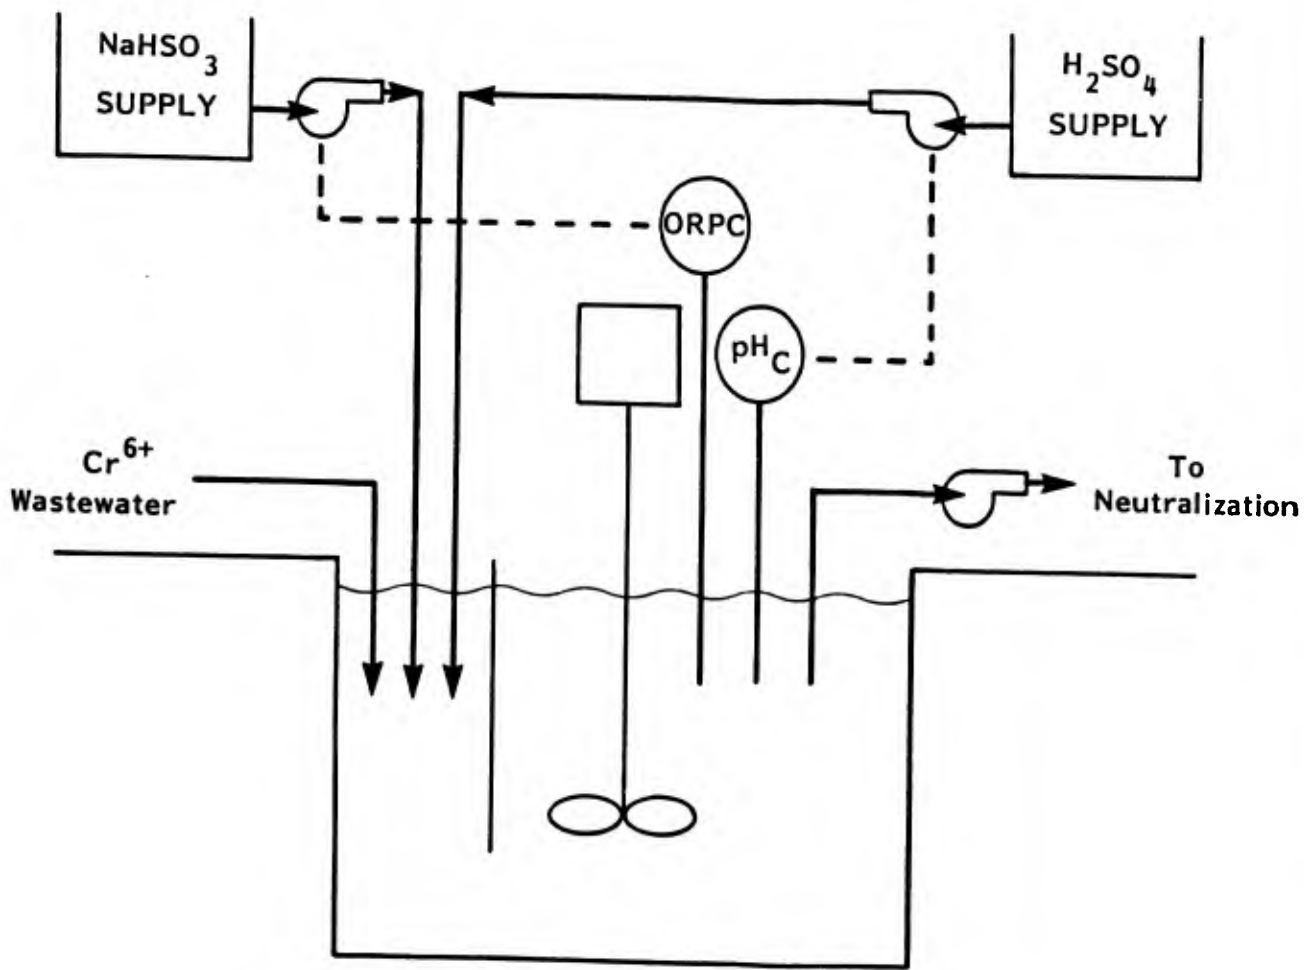 NaHSO₃
SUPPLY
H₂SO₄
SUPPLY
ORPC
pHC
Cr⁶⁺
Wastewater
To
Neutralization